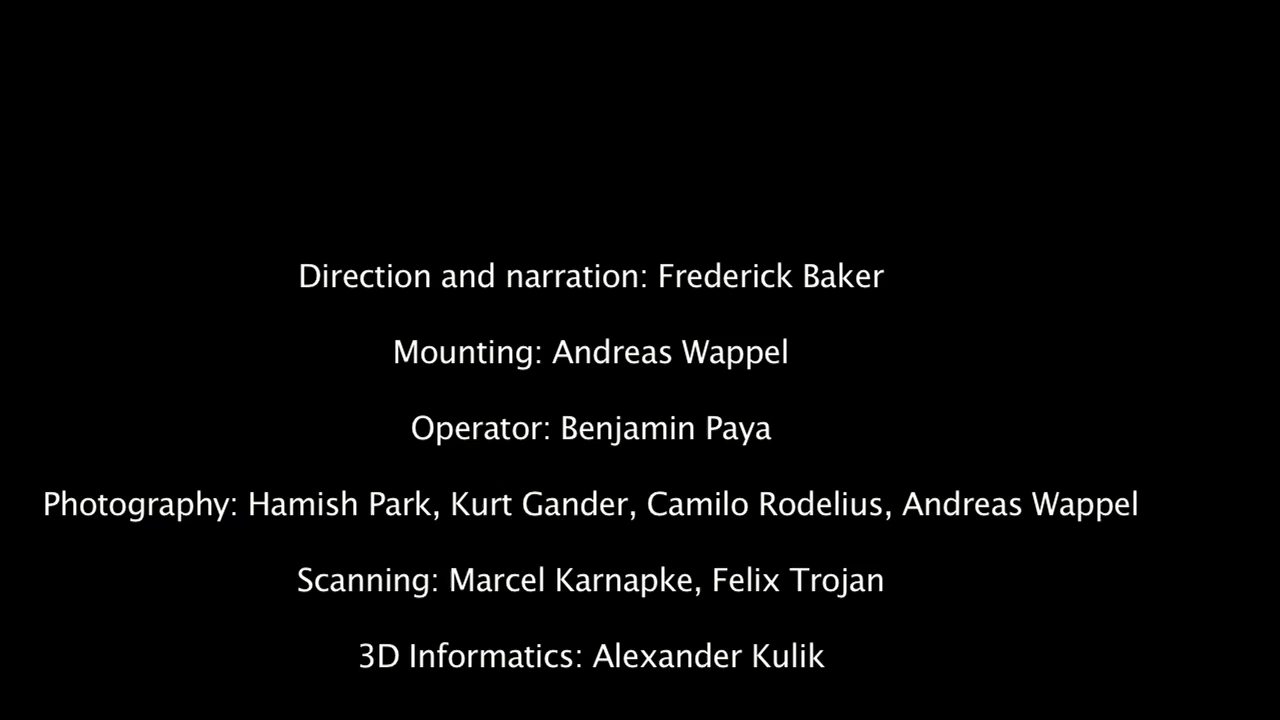 Direction and narration: Frederick Baker
Mounting: Andreas Wappel
Operator: Benjamin Paya
Photography: Hamish Park, Kurt Gander, Camilo Rodelius, Andreas Wappel
Scanning: Marcel Karnapke, Felix Trojan
3D Informatics: Alexander Kulik